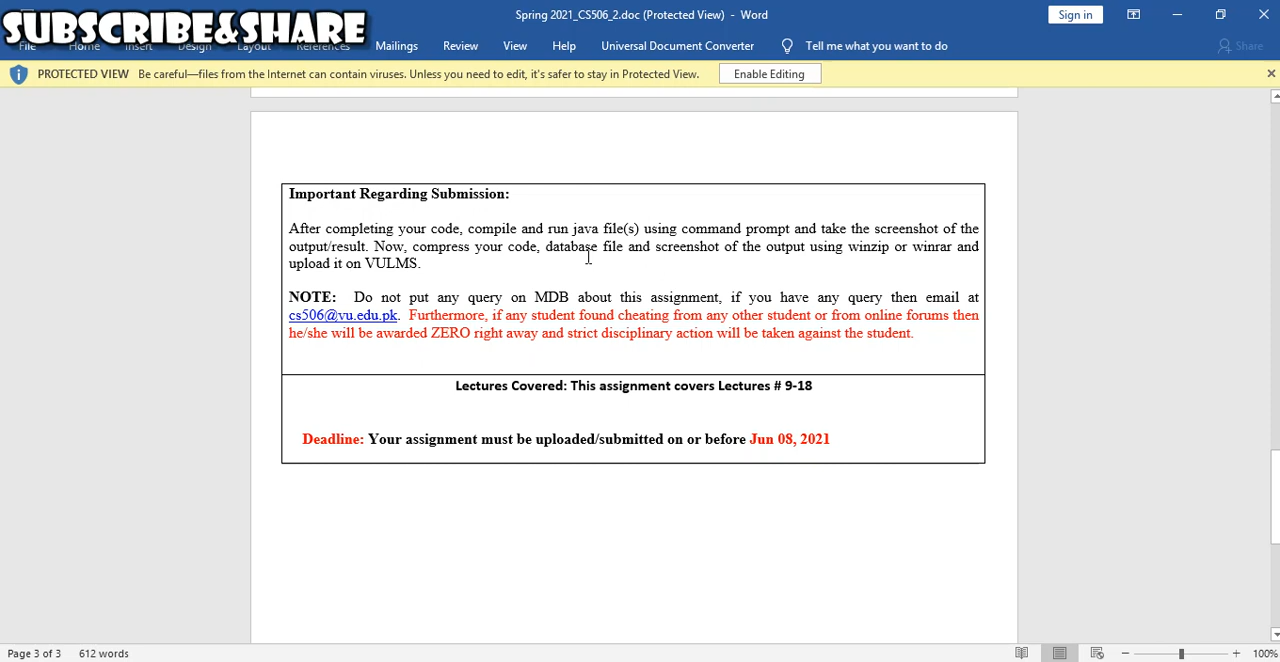 SUBSCRIBE&SHARE
Spring 2021_CS506_2.doc (Protected View) - Word
Sign in
File Home Insert Design Layout References Mailings Review View Help Universal Document Converter Tell me what you want to do Share
PROTECTED VIEW Be careful—files from the Internet can contain viruses. Unless you need to edit, it's safer to stay in Protected View. Enable Editing
Important Regarding Submission:
After completing your code, compile and run java file(s) using command prompt and take the screenshot of the
output/result. Now, compress your code, database file and screenshot of the output using winzip or winrar and
upload it on VULMS.
NOTE: Do not put any query on MDB about this assignment, if you have any query then email at
cs506@vu.edu.pk. Furthermore, if any student found cheating from any other student or from online forums then
he/she will be awarded ZERO right away and strict disciplinary action will be taken against the student.
Lectures Covered: This assignment covers Lectures # 9-18
Deadline: Your assignment must be uploaded/submitted on or before Jun 08, 2021
Page 3 of 3 612 words
100%